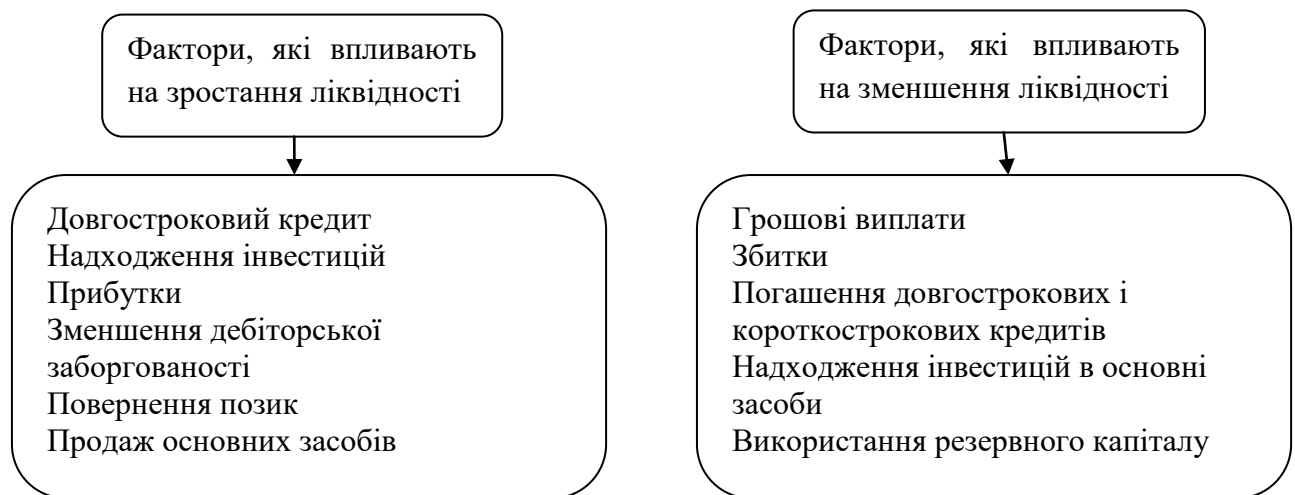 Фактори, які впливають
на зростання ліквідності
Довгостроковий кредит
Надходження інвестицій
Прибутки
Зменшення дебіторської
заборгованості
Повернення позик
Продаж основних засобів
Фактори, які впливають
на зменшення ліквідності
Грошові виплати
Збитки
Погашення довгострокових і
короткострокових кредитів
Надходження інвестицій в основні
засоби
Використання резервного капіталу